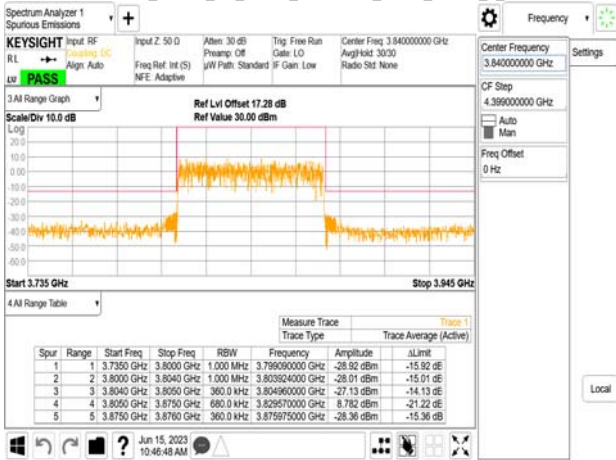 Spectrum Analyzer 1
Spurious Emissions
Frequency
KEYSIGHT
RL
LVI PASS
Input: RF
Coupling: DC
Align: Auto
Input Z: 50 Ω
Freq Ref: Int (S)
NFE: Adaptive
Atten: 30 dB
Preamp: Off
µW Path: Standard
Trig: Free Run
Gate: LO
IF Gain: Low
Center Freq: 3.840000000 GHz
Avg|Hold: 30/30
Radio Std: None
Center Frequency
3.840000000 GHz
Settings
CF Step
4.399000000 GHz
Auto
Man
Freq Offset
0 Hz
Local
3 All Range Graph
Scale/Div 10.0 dB
Ref Lvl Offset 17.28 dB
Ref Value 30.00 dBm
Log
20.0
10.0
0.00
-10.0
-20.0
-30.0
-40.0
-50.0
-60.0
Start 3.735 GHz
Stop 3.945 GHz
4 All Range Table
Measure Trace Trace 1
Trace Type Trace Average (Active)
Spur Range Start Freq Stop Freq RBW Frequency Amplitude ΔLimit
1 1 3.7350 GHz 3.8000 GHz 1.000 MHz 3.799090000 GHz -28.92 dBm -15.92 dB
2 2 3.8000 GHz 3.8040 GHz 1.000 MHz 3.803924000 GHz -28.01 dBm -15.01 dB
3 3 3.8040 GHz 3.8050 GHz 360.0 kHz 3.804960000 GHz -27.13 dBm -14.13 dB
4 4 3.8050 GHz 3.8750 GHz 680.0 kHz 3.829570000 GHz 8.782 dBm -21.22 dB
5 5 3.8750 GHz 3.8760 GHz 360.0 kHz 3.875975000 GHz -28.36 dBm -15.36 dB
Jun 15, 2023
10:46:48 AM